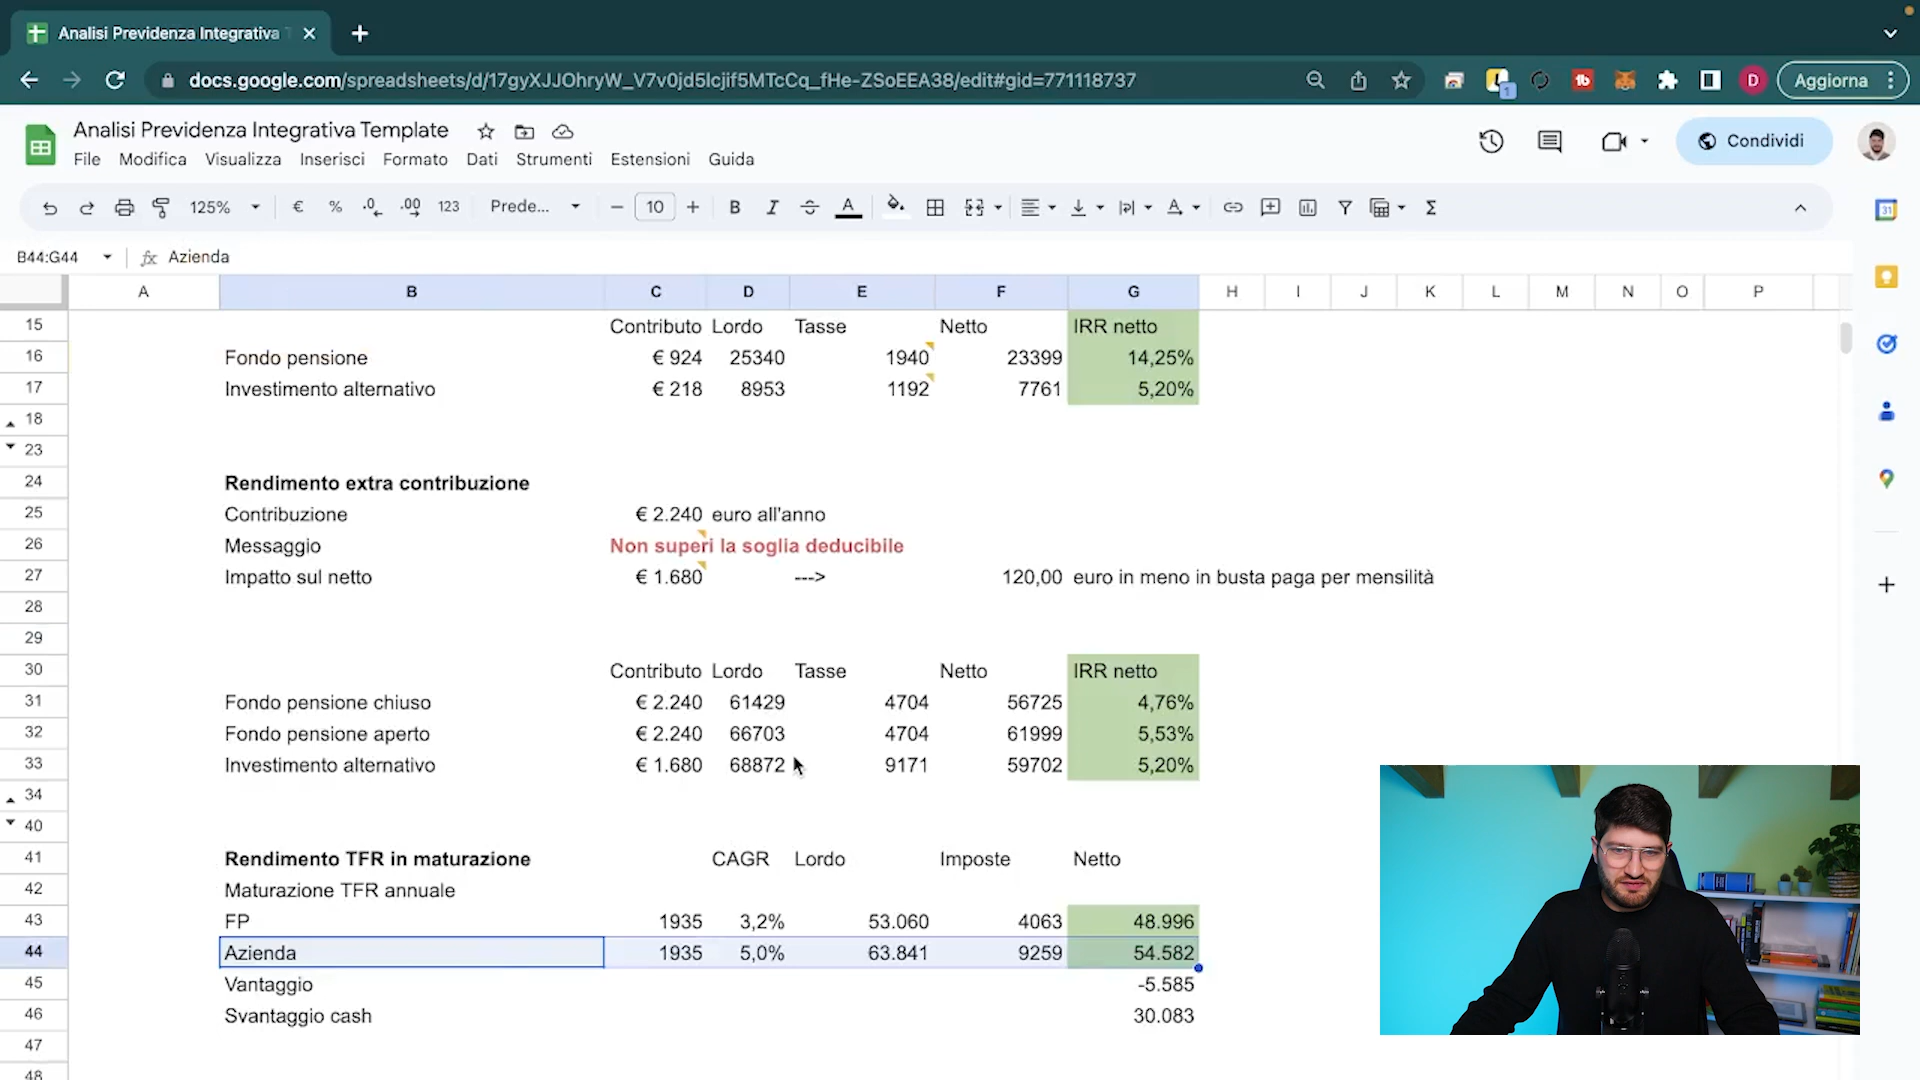 Analisi Previdenza Integrativa T
docs.google.com/spreadsheets/d/17gyXJJOhryW_V7v0jd5lcjif5MTcCq_fHe-ZSoEEA38/edit#gid=771118737
1
D
Aggiorna
Analisi Previdenza Integrativa Template
File Modifica Visualizza Inserisci Formato Dati Strumenti Estensioni Guida
Condividi
125% € % .0 .00 123 Prede... 10 B I A Σ
31
B44:G44 fx Azienda
A B C D E F G H I J K L M N O P
15 Contributo Lordo Tasse Netto IRR netto
16 Fondo pensione € 924 25340 1940 23399 14,25%
17 Investimento alternativo € 218 8953 1192 7761 5,20%
18
23
24 Rendimento extra contribuzione
25 Contribuzione € 2.240 euro all'anno
26 Messaggio Non superi la soglia deducibile
27 Impatto sul netto € 1.680 ---> 120,00 euro in meno in busta paga per mensilità
28
29
30 Contributo Lordo Tasse Netto IRR netto
31 Fondo pensione chiuso € 2.240 61429 4704 56725 4,76%
32 Fondo pensione aperto € 2.240 66703 4704 61999 5,53%
33 Investimento alternativo € 1.680 68872 9171 59702 5,20%
34
40
41 Rendimento TFR in maturazione CAGR Lordo Imposte Netto
42 Maturazione TFR annuale
43 FP 1935 3,2% 53.060 4063 48.996
44 Azienda 1935 5,0% 63.841 9259 54.582
45 Vantaggio -5.585
46 Svantaggio cash 30.083
47
48